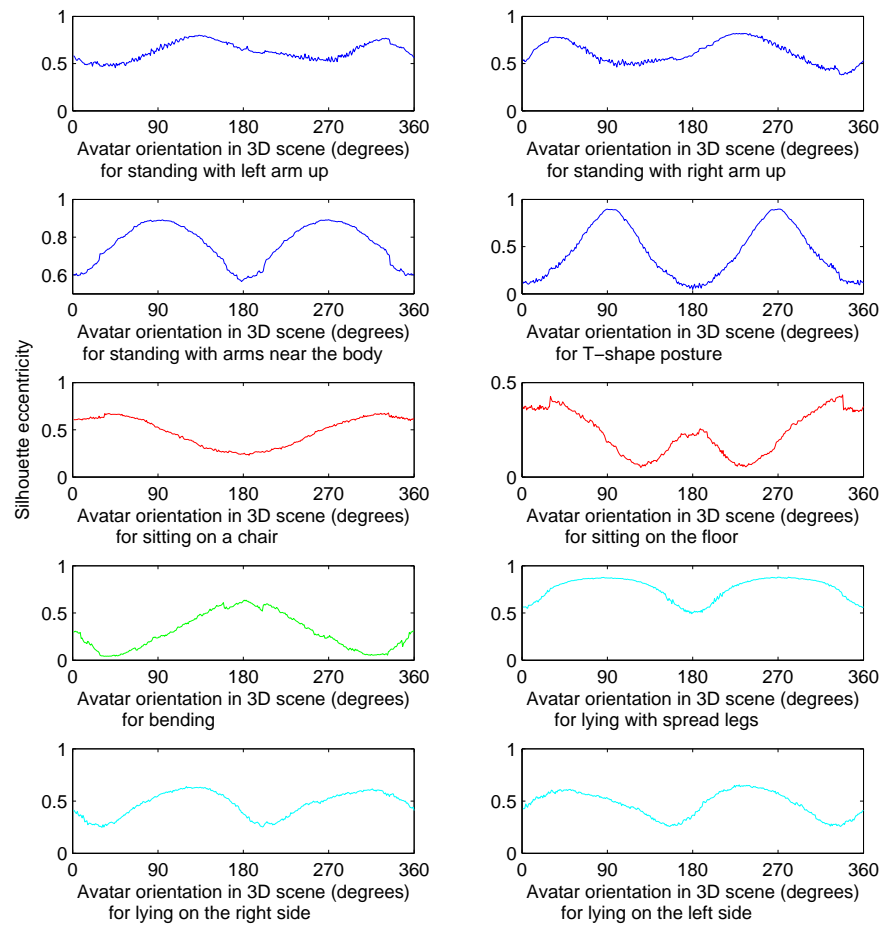 1
0.5
0
0 90 180 270 360
Avatar orientation in 3D scene (degrees)
for standing with left arm up
1
0.5
0
0 90 180 270 360
Avatar orientation in 3D scene (degrees)
for standing with right arm up
1
0.8
0.6
0 90 180 270 360
Avatar orientation in 3D scene (degrees)
for standing with arms near the body
1
0.5
0
0 90 180 270 360
Avatar orientation in 3D scene (degrees)
for T−shape posture
Silhouette eccentricity
1
0.5
0
0 90 180 270 360
Avatar orientation in 3D scene (degrees)
for sitting on a chair
0.5
0
0 90 180 270 360
Avatar orientation in 3D scene (degrees)
for sitting on the floor
1
0.5
0
0 90 180 270 360
Avatar orientation in 3D scene (degrees)
for bending
1
0.5
0
0 90 180 270 360
Avatar orientation in 3D scene (degrees)
for lying with spread legs
1
0.5
0
0 90 180 270 360
Avatar orientation in 3D scene (degrees)
for lying on the right side
1
0.5
0
0 90 180 270 360
Avatar orientation in 3D scene (degrees)
for lying on the left side